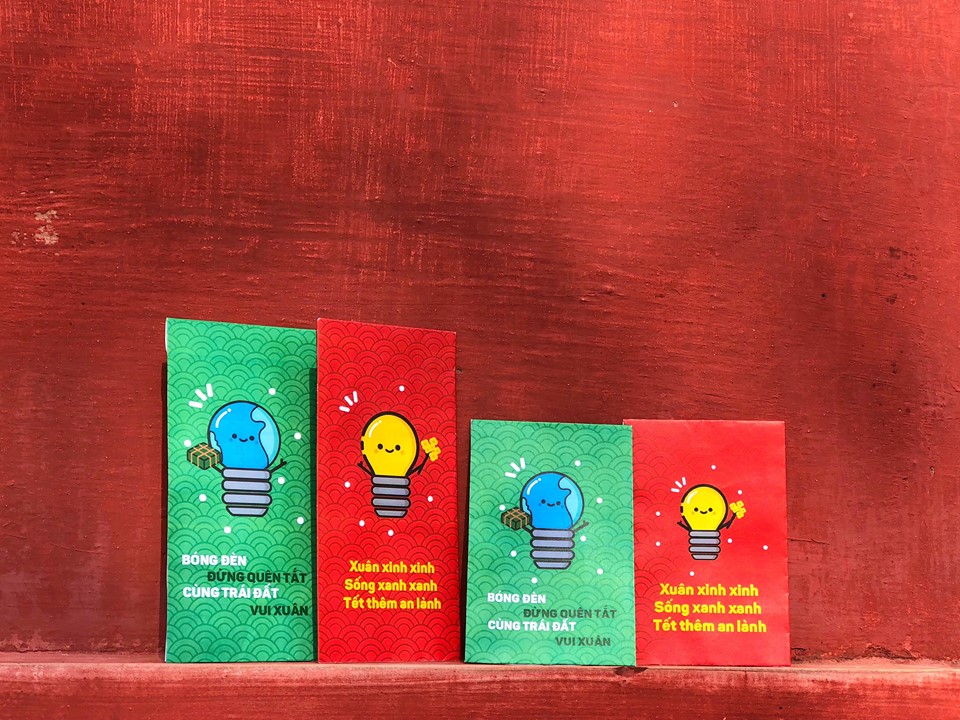 BÓNG ĐÈN
ĐỪNG QUÊN TẮT
CÙNG TRÁI ĐẤT
VUI XUÂN
Xuân xinh xinh
Sống xanh xanh
Tết thêm an lành
BÓNG ĐÈN
ĐỪNG QUÊN TẮT
CÙNG TRÁI ĐẤT
VUI XUÂN
Xuân xinh xinh
Sống xanh xanh
Tết thêm an lành